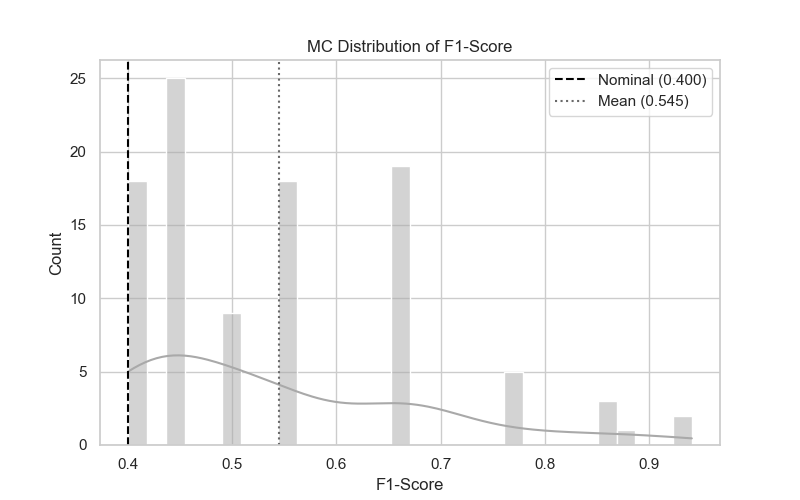 MC Distribution of F1-Score
Nominal (0.400)
Mean (0.545)
Count
25
20
15
10
5
0
0.4 0.5 0.6 0.7 0.8 0.9
F1-Score